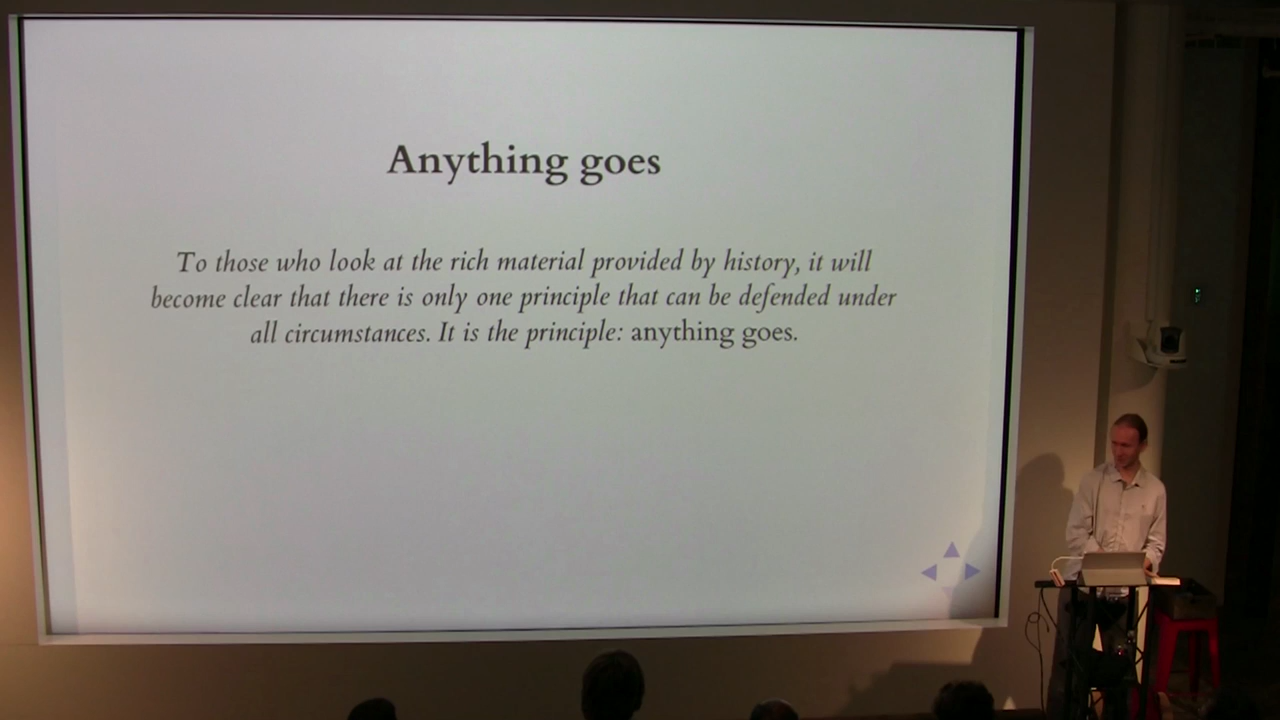 Anything goes
To those who look at the rich material provided by history, it will
become clear that there is only one principle that can be defended under
all circumstances. It is the principle: anything goes.